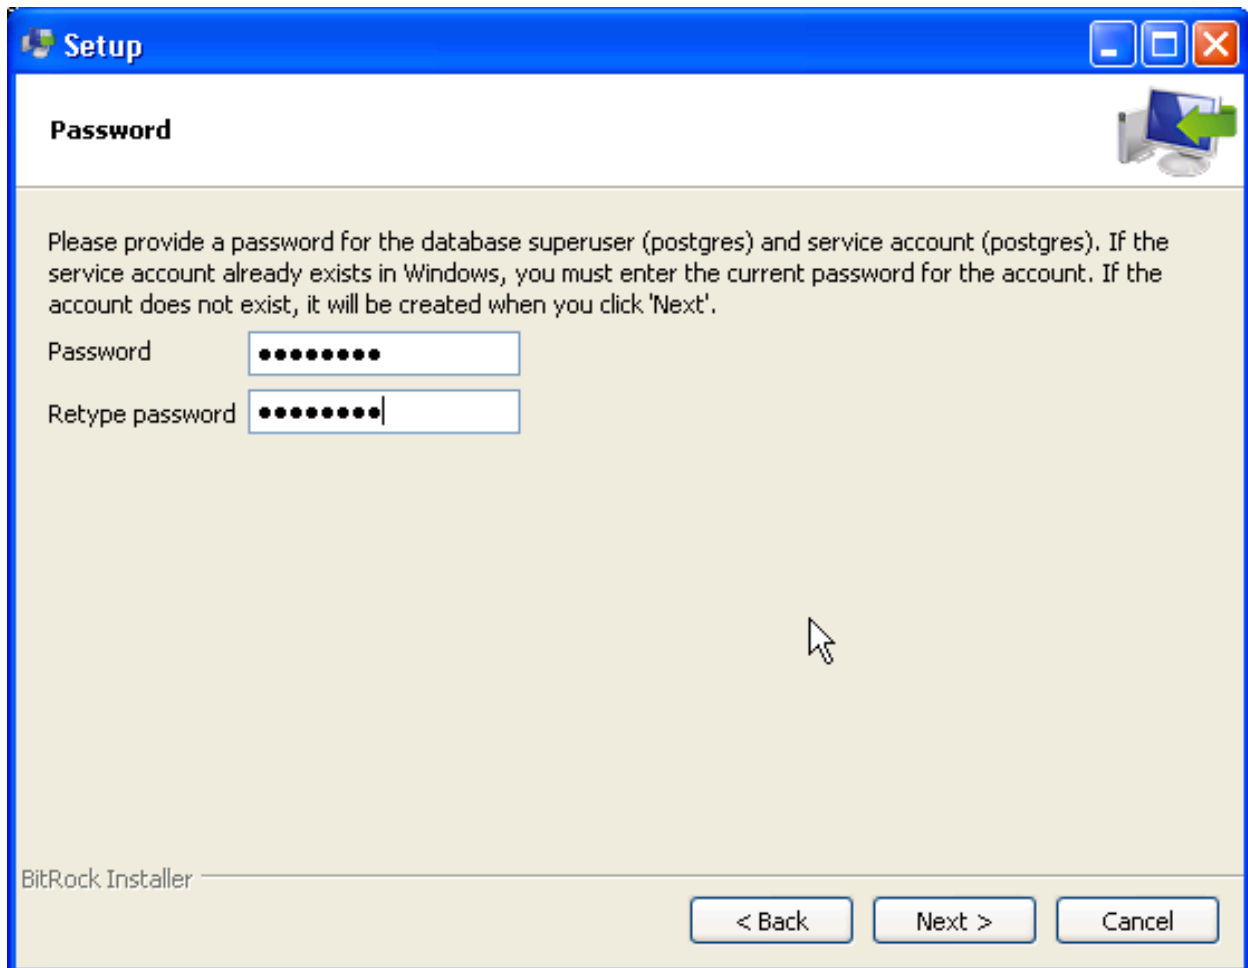 Setup
Password
Please provide a password for the database superuser (postgres) and service account (postgres). If the
service account already exists in Windows, you must enter the current password for the account. If the
account does not exist, it will be created when you click 'Next'.
Password ●●●●●●●●
Retype password ●●●●●●●●
BitRock Installer
< Back Next > Cancel